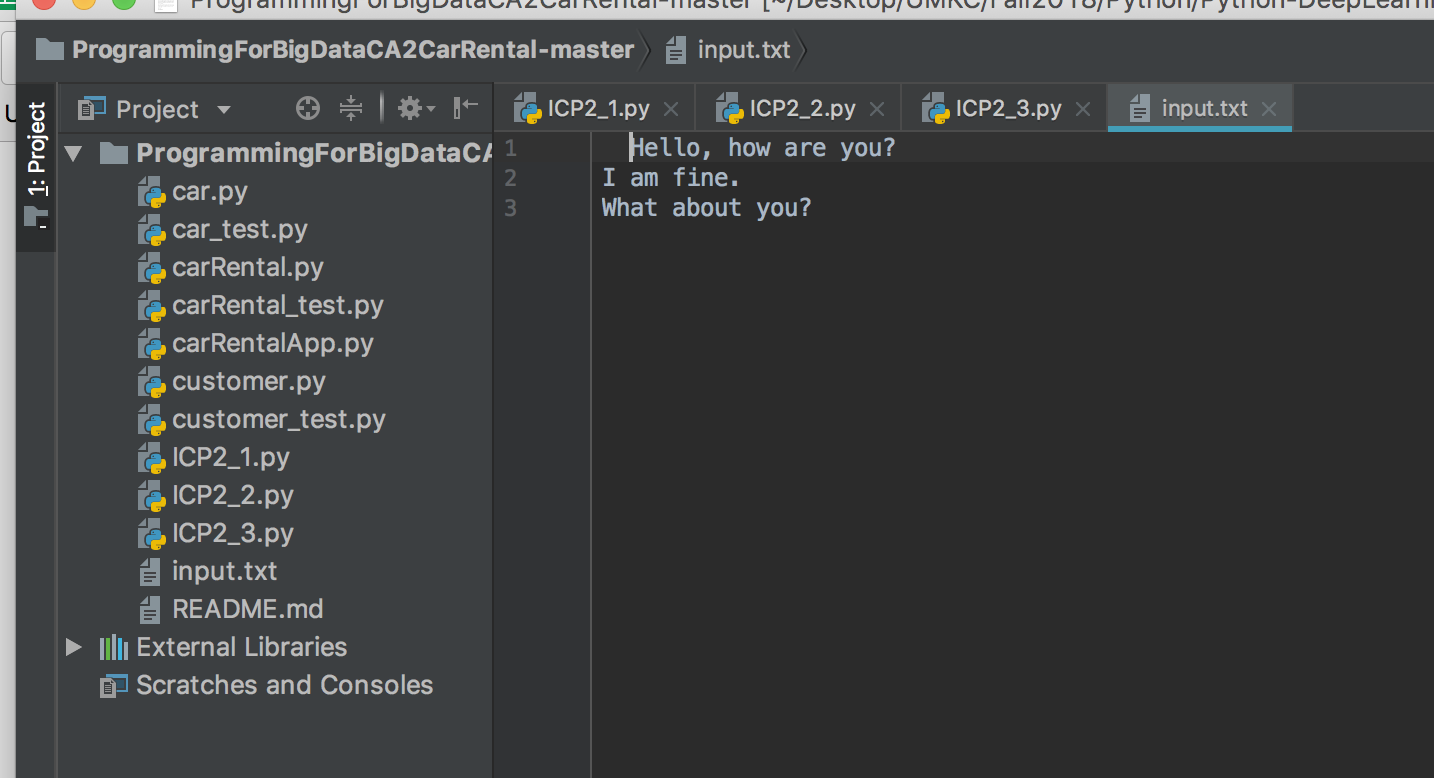 ProgrammingForBigDataCA2CarRental-master [~/Desktop/UMKC/Fall2018/Python/Python-DeepLearn
ProgrammingForBigDataCA2CarRental-master input.txt
1: Project
Project
ICP2_1.py ICP2_2.py ICP2_3.py input.txt
ProgrammingForBigDataCA
car.py
car_test.py
carRental.py
carRental_test.py
carRentalApp.py
customer.py
customer_test.py
ICP2_1.py
ICP2_2.py
ICP2_3.py
input.txt
README.md
External Libraries
Scratches and Consoles
1 Hello, how are you?
2 I am fine.
3 What about you?